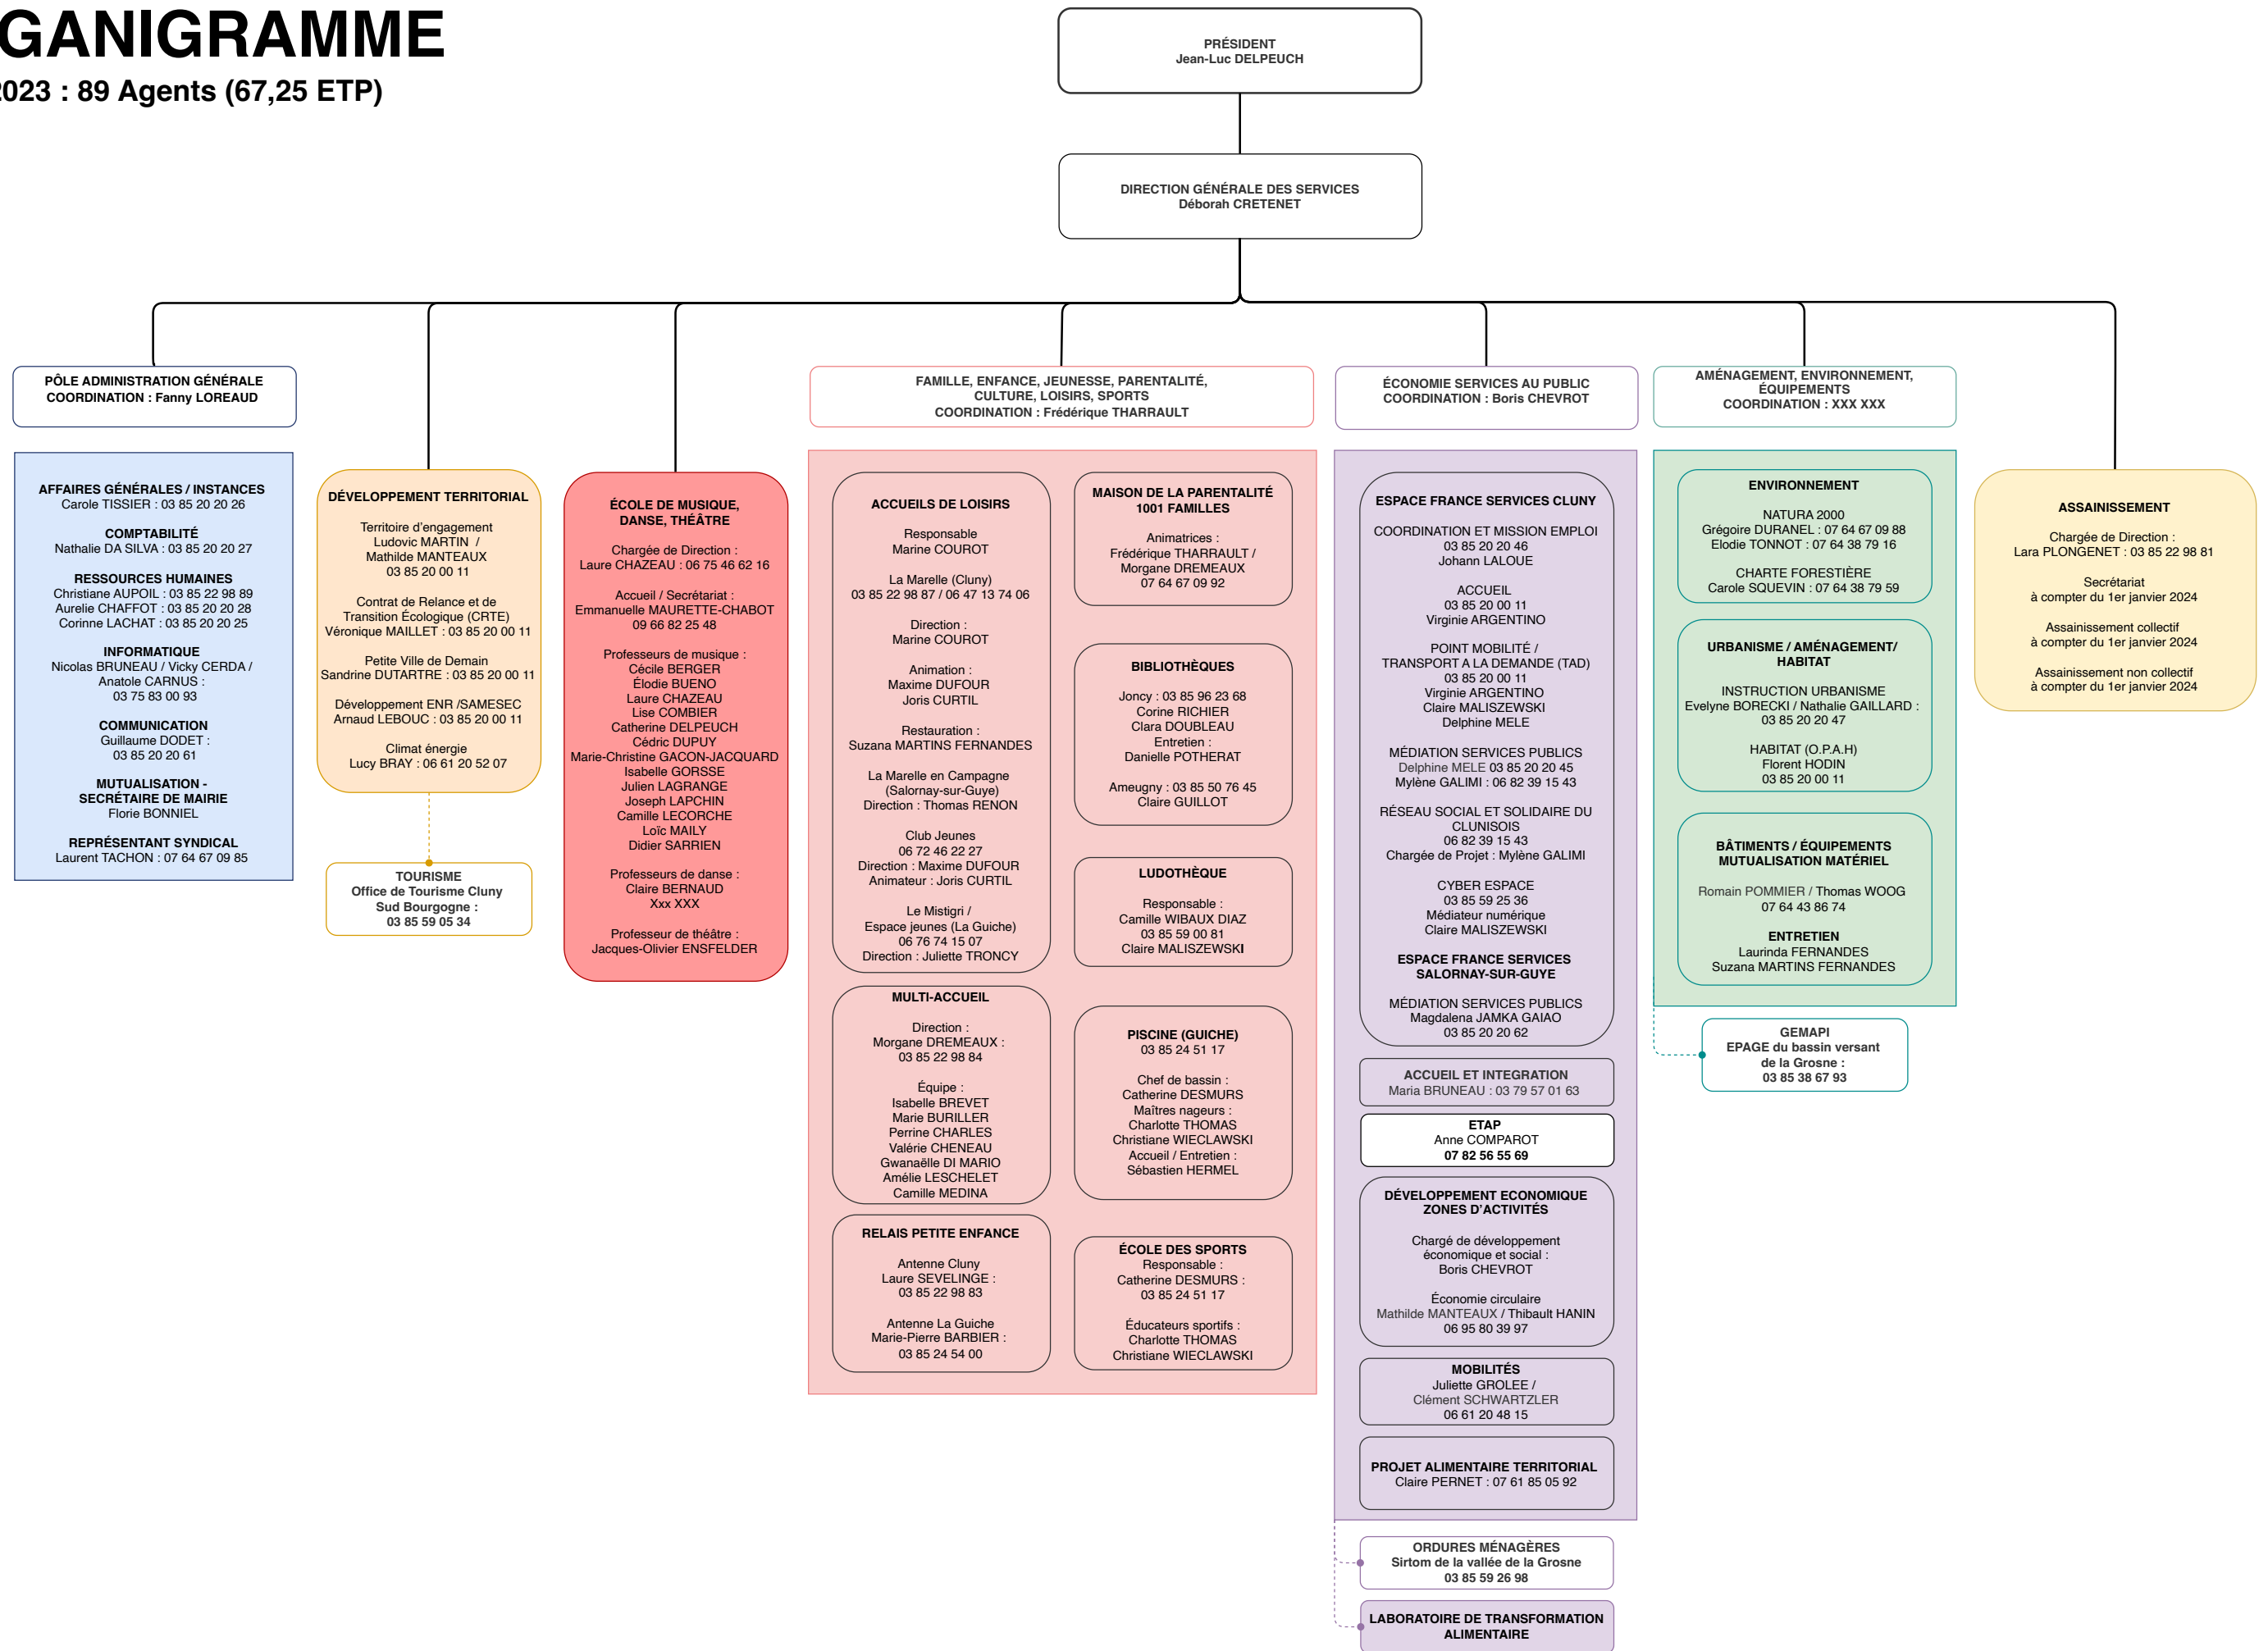 GANIGRAMME
2023 : 89 Agents (67,25 ETP)
PRÉSIDENT
Jean-Luc DELPEUCH
DIRECTION GÉNÉRALE DES SERVICES
Déborah CRETENET
PÔLE ADMINISTRATION GÉNÉRALE
COORDINATION : Fanny LOREAUD
AFFAIRES GÉNÉRALES / INSTANCES
Carole TISSIER : 03 85 20 20 26
COMPTABILITÉ
Nathalie DA SILVA : 03 85 20 20 27
RESSOURCES HUMAINES
Christiane AUPOIL : 03 85 22 98 89
Aurelie CHAFFOT : 03 85 20 20 28
Corinne LACHAT : 03 85 20 20 25
INFORMATIQUE
Nicolas BRUNEAU / Vicky CERDA /
Anatole CARNUS :
03 75 83 00 93
COMMUNICATION
Guillaume DODET :
03 85 20 20 61
MUTUALISATION -
SECRÉTAIRE DE MAIRIE
Florie BONNIEL
REPRÉSENTANT SYNDICAL
Laurent TACHON : 07 64 67 09 85
DÉVELOPPEMENT TERRITORIAL
Territoire d'engagement
Ludovic MARTIN /
Mathilde MANTEAUX
03 85 20 00 11
Contrat de Relance et de
Transition Écologique (CRTE)
Véronique MAILLET : 03 85 20 00 11
Petite Ville de Demain
Sandrine DUTARTRE : 03 85 20 00 11
Développement ENR /SAMESEC
Arnaud LEBOUC : 03 85 20 00 11
Climat énergie
Lucy BRAY : 06 61 20 52 07
TOURISME
Office de Tourisme Cluny
Sud Bourgogne :
03 85 59 05 34
ÉCOLE DE MUSIQUE,
DANSE, THÉÂTRE
Chargée de Direction :
Laure CHAZEAU : 06 75 46 62 16
Accueil / Secrétariat :
Emmanuelle MAURETTE-CHABOT
09 66 82 25 48
Professeurs de musique :
Cécile BERGER
Élodie BUENO
Laure CHAZEAU
Lise COMBIER
Catherine DELPEUCH
Cédric DUPUY
Marie-Christine GACON-JACQUARD
Isabelle GORSSE
Julien LAGRANGE
Joseph LAPCHIN
Camille LECORCHE
Loïc MAILY
Didier SARRIEN
Professeurs de danse :
Claire BERNAUD
Xxx XXX
Professeur de théâtre :
Jacques-Olivier ENSFELDER
FAMILLE, ENFANCE, JEUNESSE, PARENTALITÉ,
CULTURE, LOISIRS, SPORTS
COORDINATION : Frédérique THARRAULT
ACCUEILS DE LOISIRS
Responsable
Marine COUROT
La Marelle (Cluny)
03 85 22 98 87 / 06 47 13 74 06
Direction :
Marine COUROT
Animation :
Maxime DUFOUR
Joris CURTIL
Restauration :
Suzana MARTINS FERNANDES
La Marelle en Campagne
(Salornay-sur-Guye)
Direction : Thomas RENON
Club Jeunes
06 72 46 22 27
Direction : Maxime DUFOUR
Animateur : Joris CURTIL
Le Mistigri /
Espace jeunes (La Guiche)
06 76 74 15 07
Direction : Juliette TRONCY
MULTI-ACCUEIL
Direction :
Morgane DREMEAUX :
03 85 22 98 84
Équipe :
Isabelle BREVET
Marie BURILLER
Perrine CHARLES
Valérie CHENEAU
Gwanaëlle DI MARIO
Amélie LESCHELET
Camille MEDINA
RELAIS PETITE ENFANCE
Antenne Cluny
Laure SEVELINGE :
03 85 22 98 83
Antenne La Guiche
Marie-Pierre BARBIER :
03 85 24 54 00
MAISON DE LA PARENTALITÉ
1001 FAMILLES
Animatrices :
Frédérique THARRAULT /
Morgane DREMEAUX
07 64 67 09 92
BIBLIOTHÈQUES
Joncy : 03 85 96 23 68
Corine RICHIER
Clara DOUBLEAU
Entretien :
Danielle POTHERAT
Ameugny : 03 85 50 76 45
Claire GUILLOT
LUDOTHÈQUE
Responsable :
Camille WIBAUX DIAZ
03 85 59 00 81
Claire MALISZEWSKI
PISCINE (GUICHE)
03 85 24 51 17
Chef de bassin :
Catherine DESMURS
Maîtres nageurs :
Charlotte THOMAS
Christiane WIECLAWSKI
Accueil / Entretien :
Sébastien HERMEL
ÉCOLE DES SPORTS
Responsable :
Catherine DESMURS :
03 85 24 51 17
Éducateurs sportifs :
Charlotte THOMAS
Christiane WIECLAWSKI
ÉCONOMIE SERVICES AU PUBLIC
COORDINATION : Boris CHEVROT
ESPACE FRANCE SERVICES CLUNY
COORDINATION ET MISSION EMPLOI
03 85 20 20 46
Johann LALOUE
ACCUEIL
03 85 20 00 11
Virginie ARGENTINO
POINT MOBILITÉ /
TRANSPORT A LA DEMANDE (TAD)
03 85 20 00 11
Virginie ARGENTINO
Claire MALISZEWSKI
Delphine MELE
MÉDIATION SERVICES PUBLICS
Delphine MELE 03 85 20 20 45
Mylène GALIMI : 06 82 39 15 43
RÉSEAU SOCIAL ET SOLIDAIRE DU
CLUNISOIS
06 82 39 15 43
Chargée de Projet : Mylène GALIMI
CYBER ESPACE
03 85 59 25 36
Médiateur numérique
Claire MALISZEWSKI
ESPACE FRANCE SERVICES
SALORNAY-SUR-GUYE
MÉDIATION SERVICES PUBLICS
Magdalena JAMKA GAIAO
03 85 20 20 62
ACCUEIL ET INTEGRATION
Maria BRUNEAU : 03 79 57 01 63
ETAP
Anne COMPAROT
07 82 56 55 69
DÉVELOPPEMENT ECONOMIQUE
ZONES D'ACTIVITÉS
Chargé de développement
économique et social :
Boris CHEVROT
Économie circulaire
Mathilde MANTEAUX / Thibault HANIN
06 95 80 39 97
MOBILITÉS
Juliette GROLEE /
Clément SCHWARTZLER
06 61 20 48 15
PROJET ALIMENTAIRE TERRITORIAL
Claire PERNET : 07 61 85 05 92
ORDURES MÉNAGÈRES
Sirtom de la vallée de la Grosne
03 85 59 26 98
LABORATOIRE DE TRANSFORMATION
ALIMENTAIRE
AMÉNAGEMENT, ENVIRONNEMENT,
ÉQUIPEMENTS
COORDINATION : XXX XXX
ENVIRONNEMENT
NATURA 2000
Grégoire DURANEL : 07 64 67 09 88
Elodie TONNOT : 07 64 38 79 16
CHARTE FORESTIÈRE
Carole SQUEVIN : 07 64 38 79 59
URBANISME / AMÉNAGEMENT/
HABITAT
INSTRUCTION URBANISME
Evelyne BORECKI / Nathalie GAILLARD :
03 85 20 20 47
HABITAT (O.P.A.H)
Florent HODIN
03 85 20 00 11
BÂTIMENTS / ÉQUIPEMENTS
MUTUALISATION MATÉRIEL
Romain POMMIER / Thomas WOOG
07 64 43 86 74
ENTRETIEN
Laurinda FERNANDES
Suzana MARTINS FERNANDES
GEMAPI
EPAGE du bassin versant
de la Grosne :
03 85 38 67 93
ASSAINISSEMENT
Chargée de Direction :
Lara PLONGENET : 03 85 22 98 81
Secrétariat
à compter du 1er janvier 2024
Assainissement collectif
à compter du 1er janvier 2024
Assainissement non collectif
à compter du 1er janvier 2024